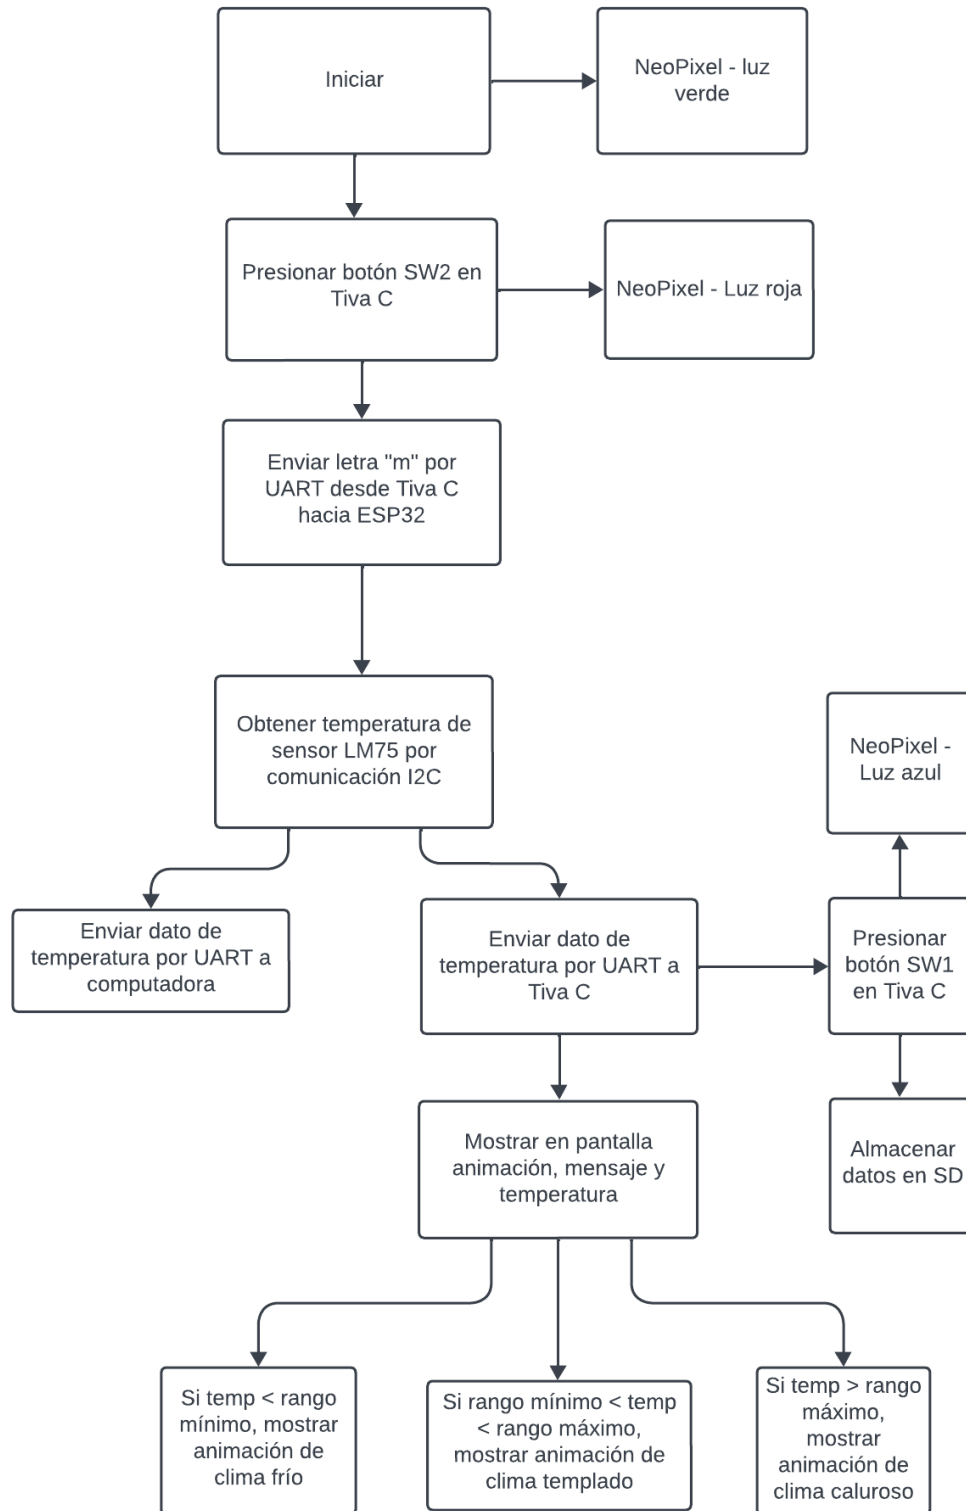 Iniciar
NeoPixel - luz
verde
Presionar botón SW2 en
Tiva C
NeoPixel - Luz roja
Enviar letra "m" por
UART desde Tiva C
hacia ESP32
Obtener temperatura de
sensor LM75 por
comunicación I2C
NeoPixel -
Luz azul
Enviar dato de
temperatura por UART a
computadora
Enviar dato de
temperatura por UART a
Tiva C
Presionar
botón SW1
en Tiva C
Mostrar en pantalla
animación, mensaje y
temperatura
Almacenar
datos en SD
Si temp < rango
mínimo, mostrar
animación de
clima frío
Si rango mínimo < temp
< rango máximo,
mostrar animación de
clima templado
Si temp > rango
máximo,
mostrar
animación de
clima caluroso